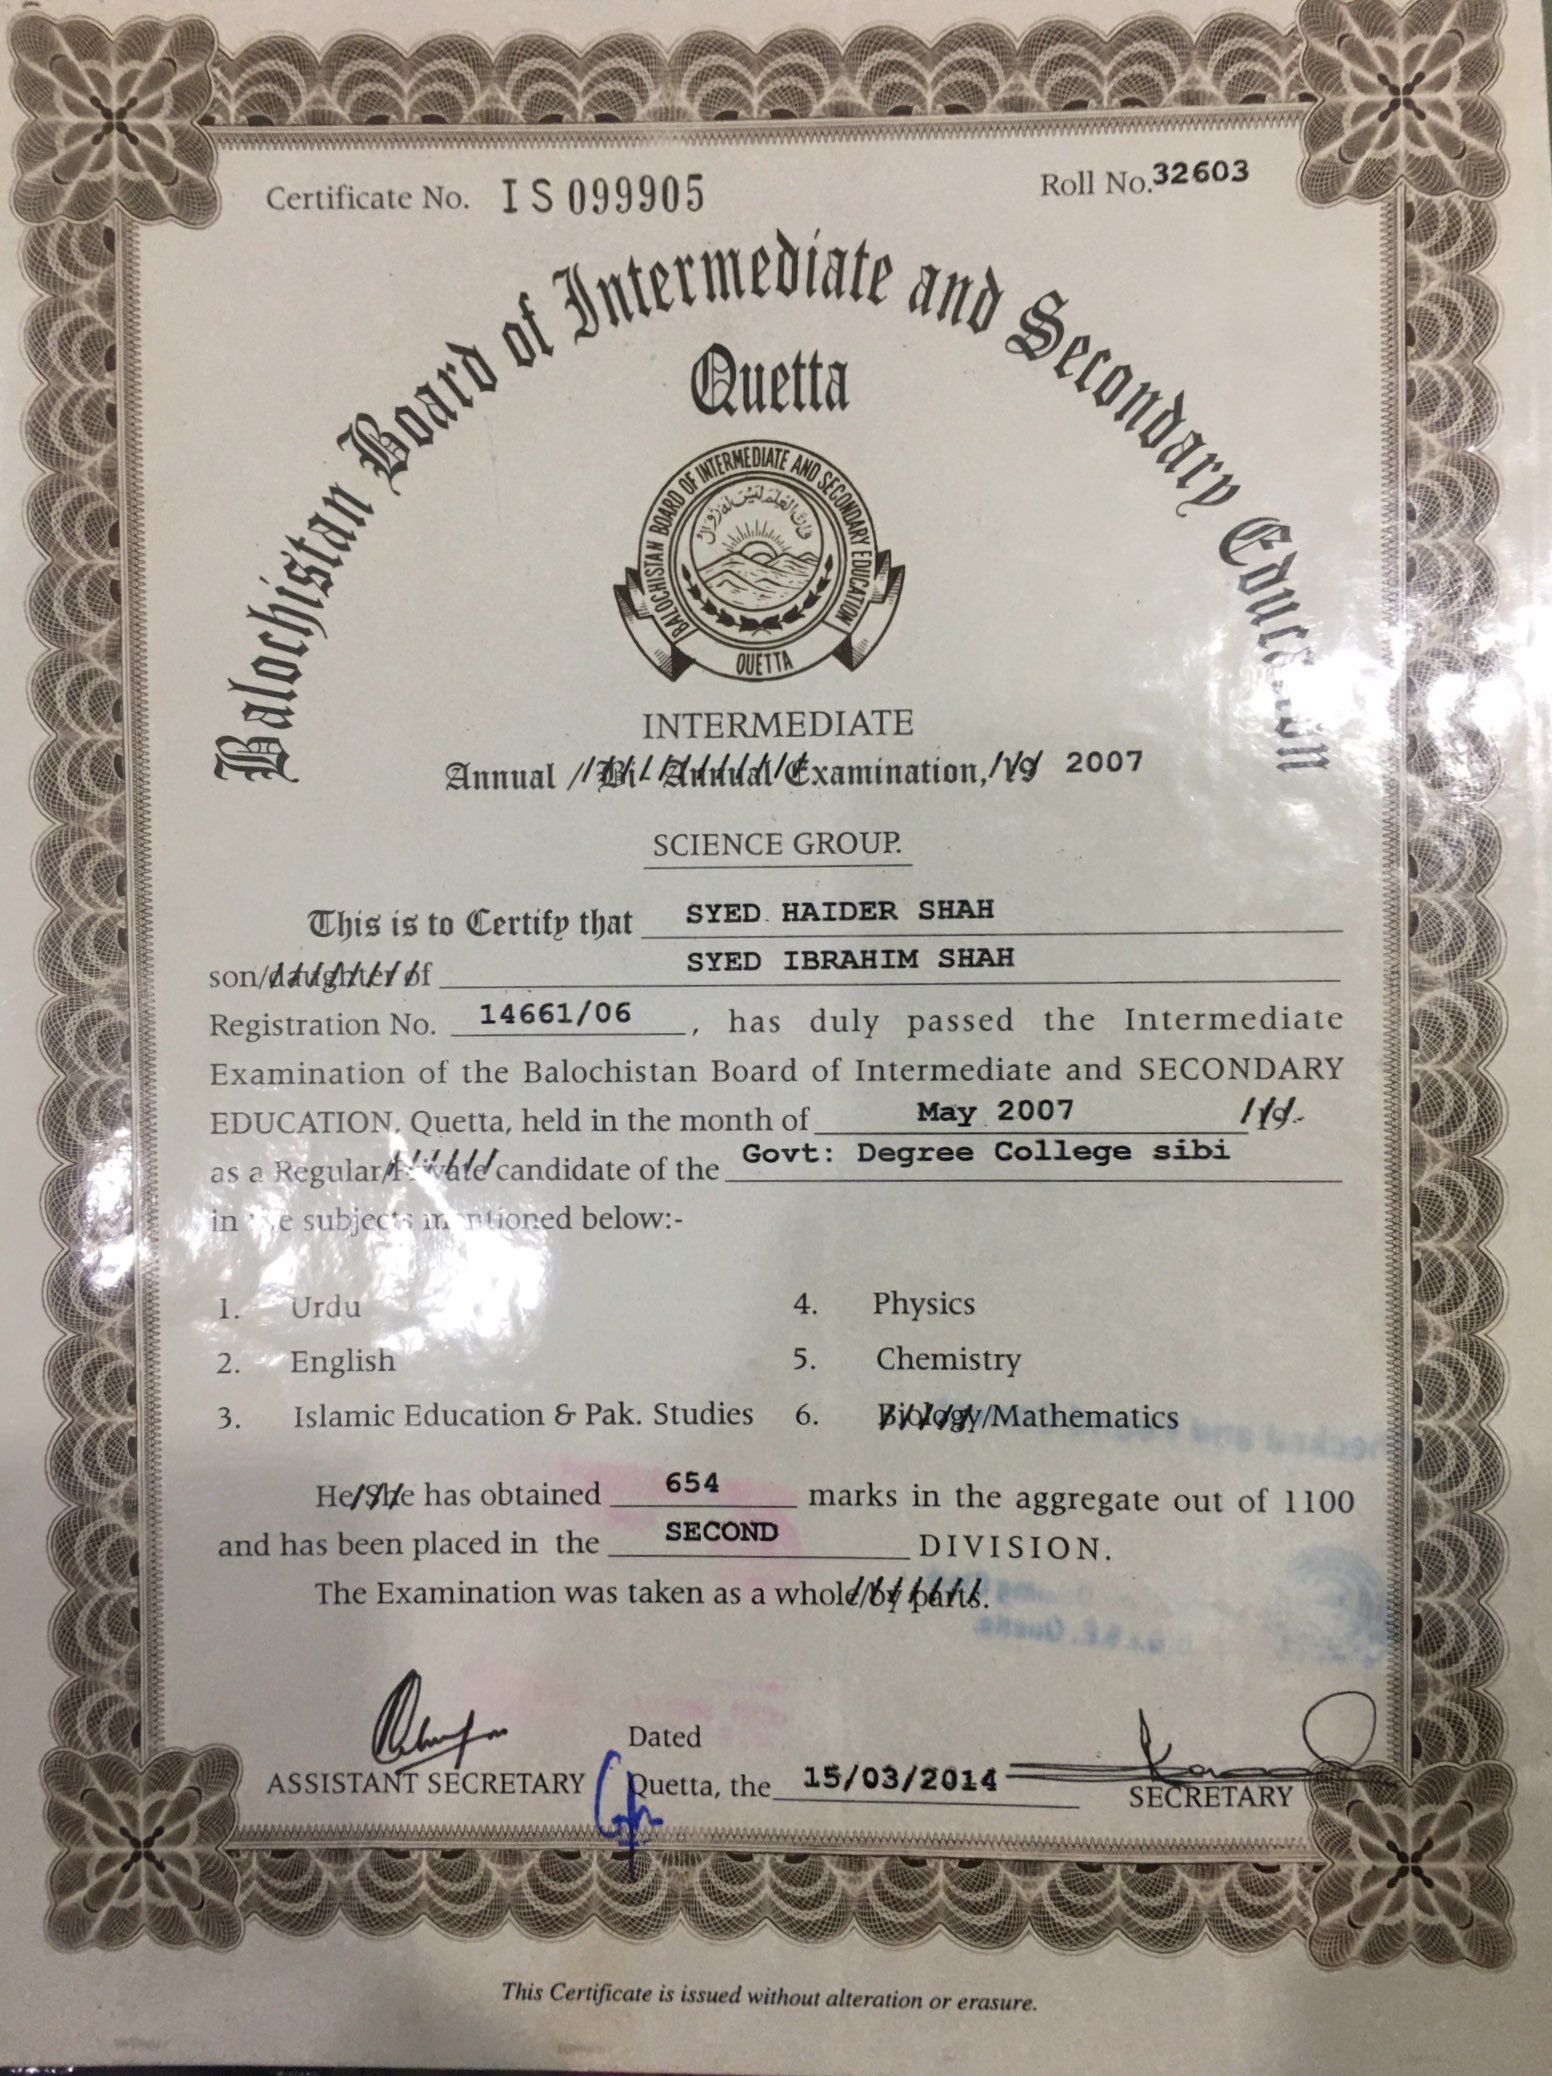 Certificate No. IS 099905
Roll No. 32603
Balochistan Board of Intermediate and Secondary Education
Quetta
BALOCHISTAN BOARD OF INTERMEDIATE AND SECONDARY EDUCATION
QUETTA
INTERMEDIATE
Annual / Bi-Annual Examination, 19 2007
SCIENCE GROUP.
This is to Certify that SYED HAIDER SHAH
son/daughter of SYED IBRAHIM SHAH
Registration No. 14661/06, has duly passed the Intermediate
Examination of the Balochistan Board of Intermediate and SECONDARY
EDUCATION, Quetta, held in the month of May 2007 19.
as a Regular/Private candidate of the Govt: Degree College sibi
in the subjects mentioned below:-
1. Urdu
4. Physics
2. English
5. Chemistry
3. Islamic Education & Pak. Studies
6. Biology/Mathematics
He/She has obtained 654 marks in the aggregate out of 1100
and has been placed in the SECOND DIVISION.
The Examination was taken as a whole/by parts.
ASSISTANT SECRETARY
Dated
Quetta, the 15/03/2014
SECRETARY
This Certificate is issued without alteration or erasure.